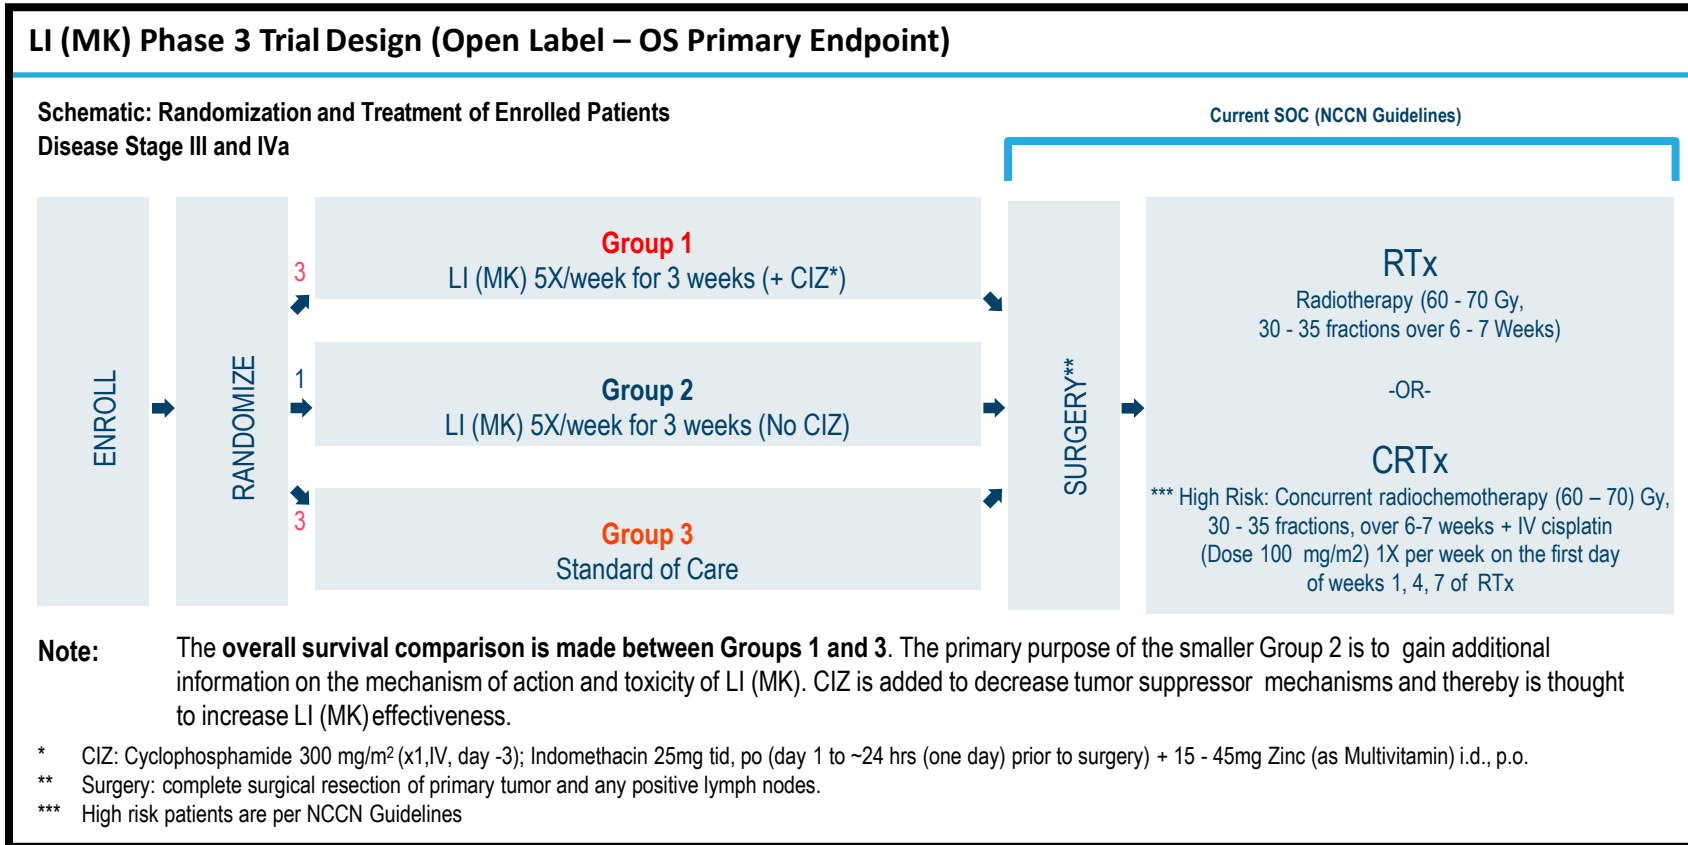 LI (MK) Phase 3 Trial Design (Open Label – OS Primary Endpoint)
Schematic: Randomization and Treatment of Enrolled Patients
Disease Stage III and IVa
Current SOC (NCCN Guidelines)
ENROLL
RANDOMIZE
3
Group 1
LI (MK) 5X/week for 3 weeks (+ CIZ*)
1
Group 2
LI (MK) 5X/week for 3 weeks (No CIZ)
3
Group 3
Standard of Care
SURGERY**
RTx
Radiotherapy (60 - 70 Gy,
30 - 35 fractions over 6 - 7 Weeks)
-OR-
CRTx
*** High Risk: Concurrent radiochemotherapy (60 – 70) Gy,
30 - 35 fractions, over 6-7 weeks + IV cisplatin
(Dose 100 mg/m2) 1X per week on the first day
of weeks 1, 4, 7 of RTx
Note: The overall survival comparison is made between Groups 1 and 3. The primary purpose of the smaller Group 2 is to gain additional
information on the mechanism of action and toxicity of LI (MK). CIZ is added to decrease tumor suppressor mechanisms and thereby is thought
to increase LI (MK) effectiveness.
* CIZ: Cyclophosphamide 300 mg/m² (x1,IV, day -3); Indomethacin 25mg tid, po (day 1 to ~24 hrs (one day) prior to surgery) + 15 - 45mg Zinc (as Multivitamin) i.d., p.o.
** Surgery: complete surgical resection of primary tumor and any positive lymph nodes.
*** High risk patients are per NCCN Guidelines